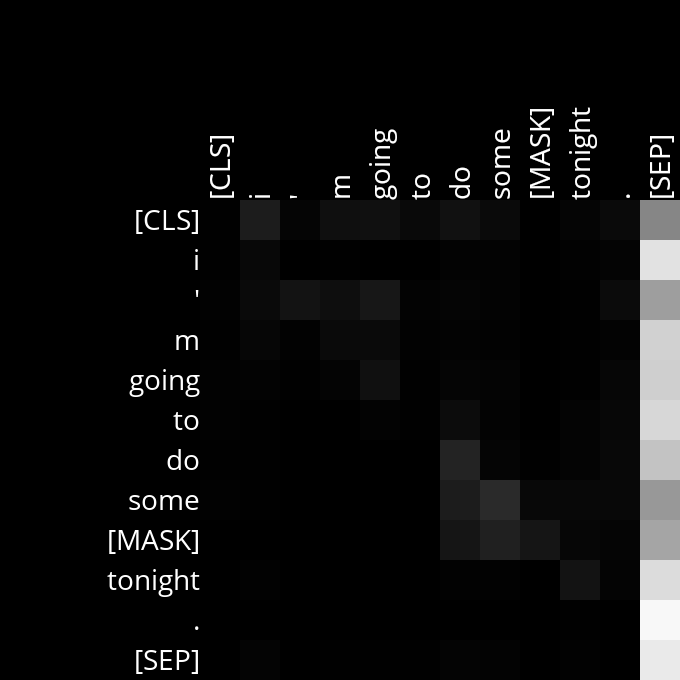 [CLS] i ' m going to do some [MASK] tonight . [SEP]
[CLS]
i
'
m
going
to
do
some
[MASK]
tonight
.
[SEP]